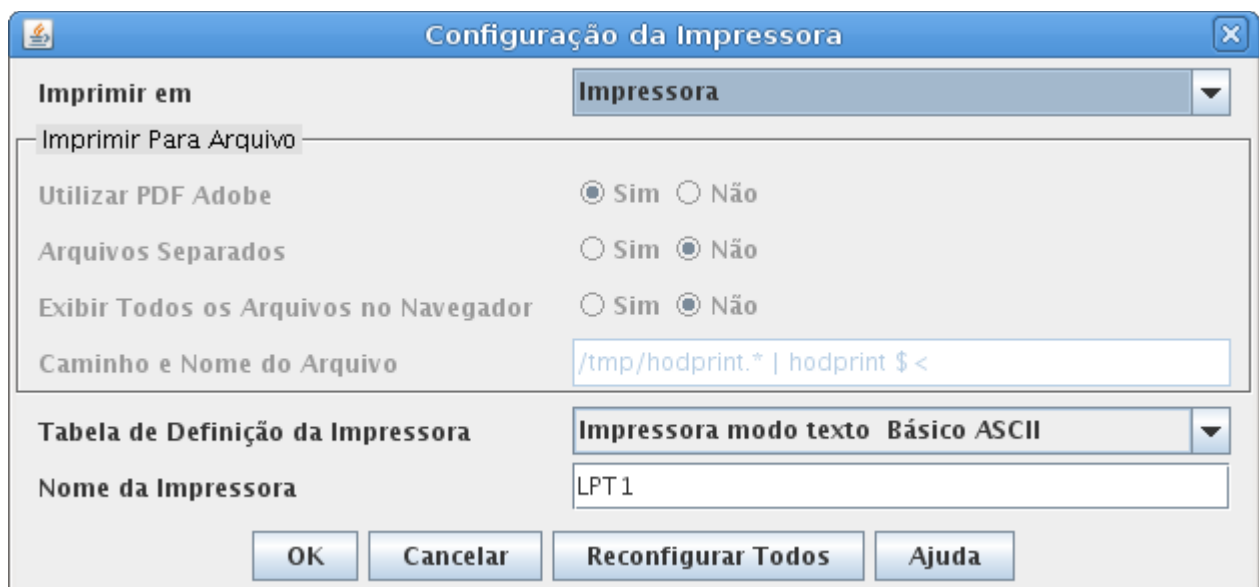 Configuração da Impressora
Imprimir em Impressora
Imprimir Para Arquivo
Utilizar PDF Adobe Sim Não
Arquivos Separados Sim Não
Exibir Todos os Arquivos no Navegador Sim Não
Caminho e Nome do Arquivo /tmp/hodprint.* | hodprint $ <
Tabela de Definição da Impressora Impressora modo texto Básico ASCII
Nome da Impressora LPT1
OK Cancelar Reconfigurar Todos Ajuda